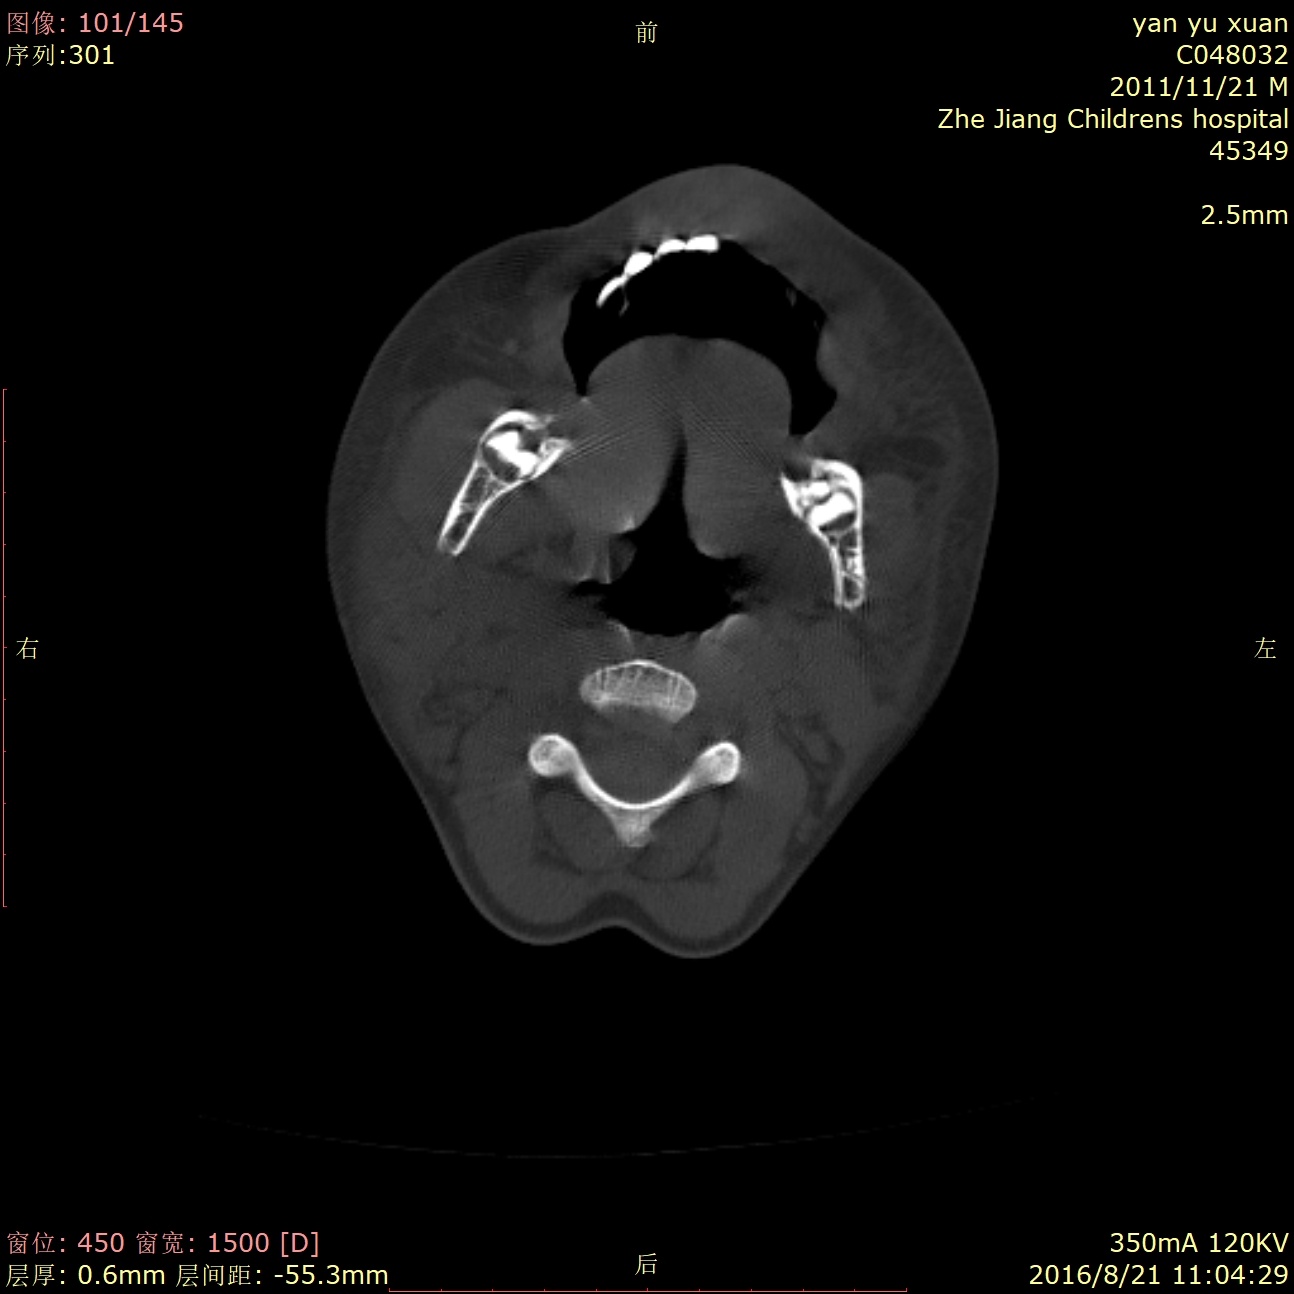 图像: 101/145
序列:301
前
yan yu xuan
C048032
2011/11/21 M
Zhe Jiang Childrens hospital
45349
2.5mm
右
左
窗位: 450 窗宽: 1500 [D]
层厚: 0.6mm 层间距: -55.3mm
后
350mA 120KV
2016/8/21 11:04:29